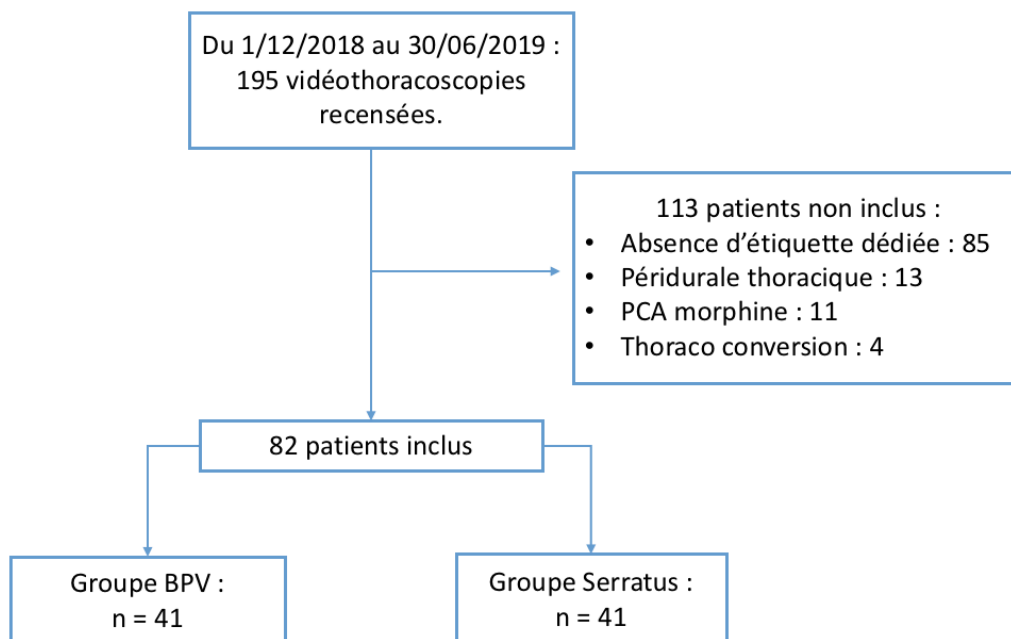 Du 1/12/2018 au 30/06/2019 :
195 vidéothoracoscopies
recensées.
113 patients non inclus :
• Absence d'étiquette dédiée : 85
• Péridurale thoracique : 13
• PCA morphine : 11
• Thoraco conversion : 4
82 patients inclus
Groupe BPV :
n = 41
Groupe Serratus :
n = 41